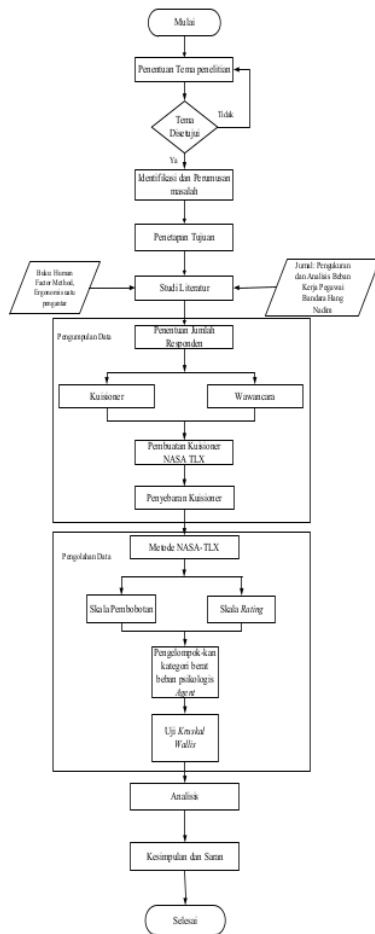 Mulai
Penentuan Tema penelitian
Tidak
Tema
Disetujui
Ya
Identifikasi dan Perumusan
masalah
Penetapan Tujuan
Buku: Human
Factor Method,
Ergonomi suatu
pengantar
Studi Literatur
Jurnal: Pengukuran
dan Analisis Beban
Kerja Pegawai
Bandara Hang
Nadim
Pengumpulan Data
Penentuan Jumlah
Responden
Kuisioner
Wawancara
Pembuatan Kuisioner
NASA TLX
Penyebaran Kuisioner
Pengolahan Data
Metode NASA-TLX
Skala Pembobotan
Skala Rating
Pengelompok-kan
kategori berat
beban psikologis
Agent
Uji Kruskal
Wallis
Analisis
Kesimpulan dan Saran
Selesai